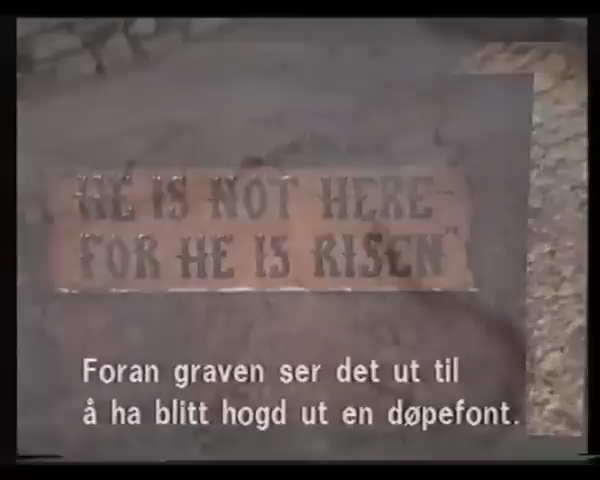 HE IS NOT HERE-
FOR HE IS RISEN"
Foran graven ser det ut til
å ha blitt hogd ut en døpefont.